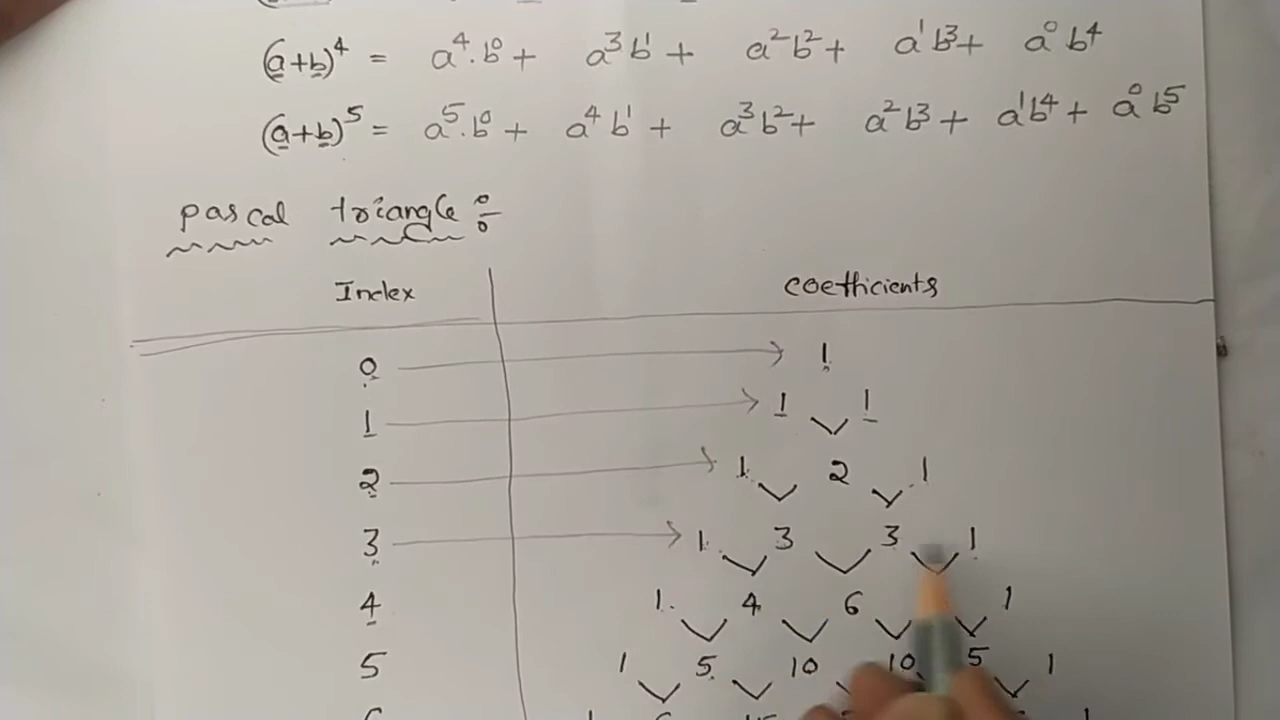 (a+b)⁴ = a⁴.b⁰ + a³b¹ + a²b² + a¹b³ + a⁰b⁴
(a+b)⁵ = a⁵.b⁰ + a⁴b¹ + a³b² + a²b³ + a¹b⁴ + a⁰b⁵
pascal triangle :-
Index coefficients
0 → 1
1 → 1 1
2 → 1 2 1
3 → 1 3 3 1
4 1 4 6 1
5 1 5 10 10 5 1